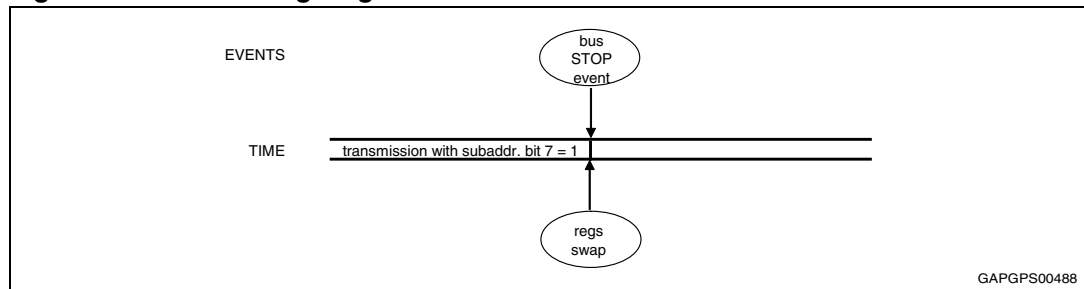 EVENTS
bus
STOP
event
TIME
transmission with subaddr. bit 7 = 1
regs
swap
GAPGPS00488